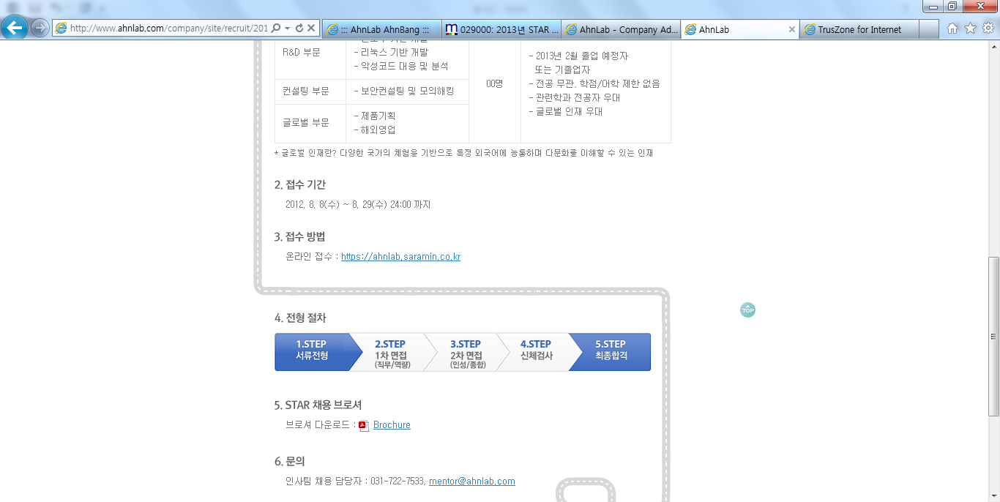 http://www.ahnlab.com/company/site/recruit/201
::: AhnLab AhnBang :::
029000: 2013년 STAR ...
AhnLab - Company Ad...
AhnLab
TrusZone for Internet
R&D 부문
- 리눅스 기반 개발
- 악성코드 대응 및 분석
컨설팅 부문
- 보안컨설팅 및 모의해킹
글로벌 부문
- 제품기획
- 해외영업
00명
- 2013년 2월 졸업 예정자
또는 기졸업자
- 전공 무관, 학점/어학 제한 없음
- 관련학과 전공자 우대
- 글로벌 인재 우대
* 글로벌 인재란? 다양한 국가의 체험을 기반으로 특정 외국어에 능통하며 다문화를 이해할 수 있는 인재
2. 접수 기간
2012. 8. 8(수) ~ 8. 29(수) 24:00 까지
3. 접수 방법
온라인 접수 : https://ahnlab.saramin.co.kr
TOP
4. 전형 절차
1.STEP
서류전형
2.STEP
1차 면접
(직무/역량)
3.STEP
2차 면접
(인성/종합)
4.STEP
신체검사
5.STEP
최종합격
5. STAR 채용 브로셔
브로셔 다운로드 : Brochure
6. 문의
인사팀 채용 담당자 : 031-722-7533, mentor@ahnlab.com